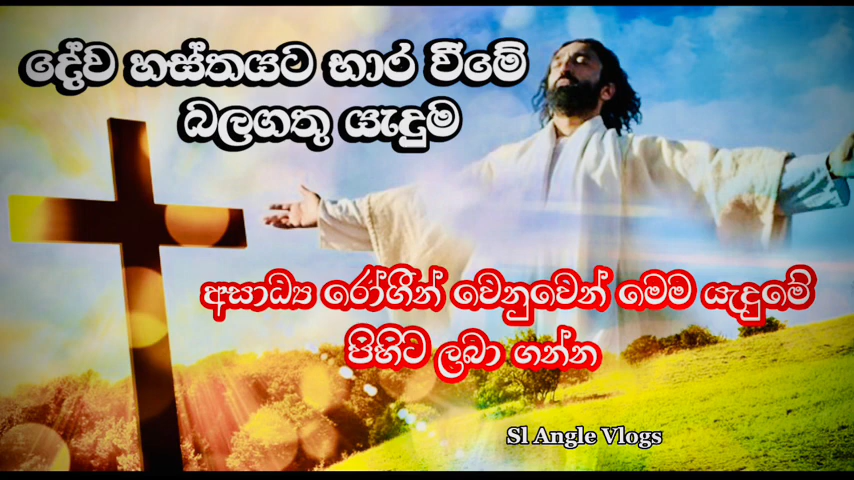 දේව හස්තයට භාර වීමේ
බලගතු යැදුම
අසාධ්‍ය රෝගීන් වෙනුවෙන් මෙම යැදුමේ
පිහිට ලබා ගන්න
Sl Angle Vlogs